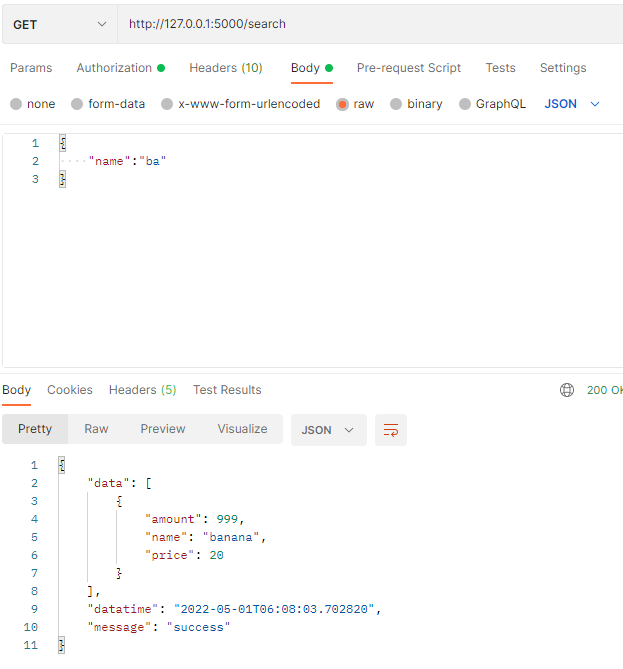 GET http://127.0.0.1:5000/search
Params Authorization Headers (10) Body Pre-request Script Tests Settings
none form-data x-www-form-urlencoded raw binary GraphQL JSON
1 {
2 ····"name":"ba"
3 }
Body Cookies Headers (5) Test Results 200 OK
Pretty Raw Preview Visualize JSON
1 {
2 "data": [
3 {
4 "amount": 999,
5 "name": "banana",
6 "price": 20
7 }
8 ],
9 "datatime": "2022-05-01T06:08:03.702820",
10 "message": "success"
11 }